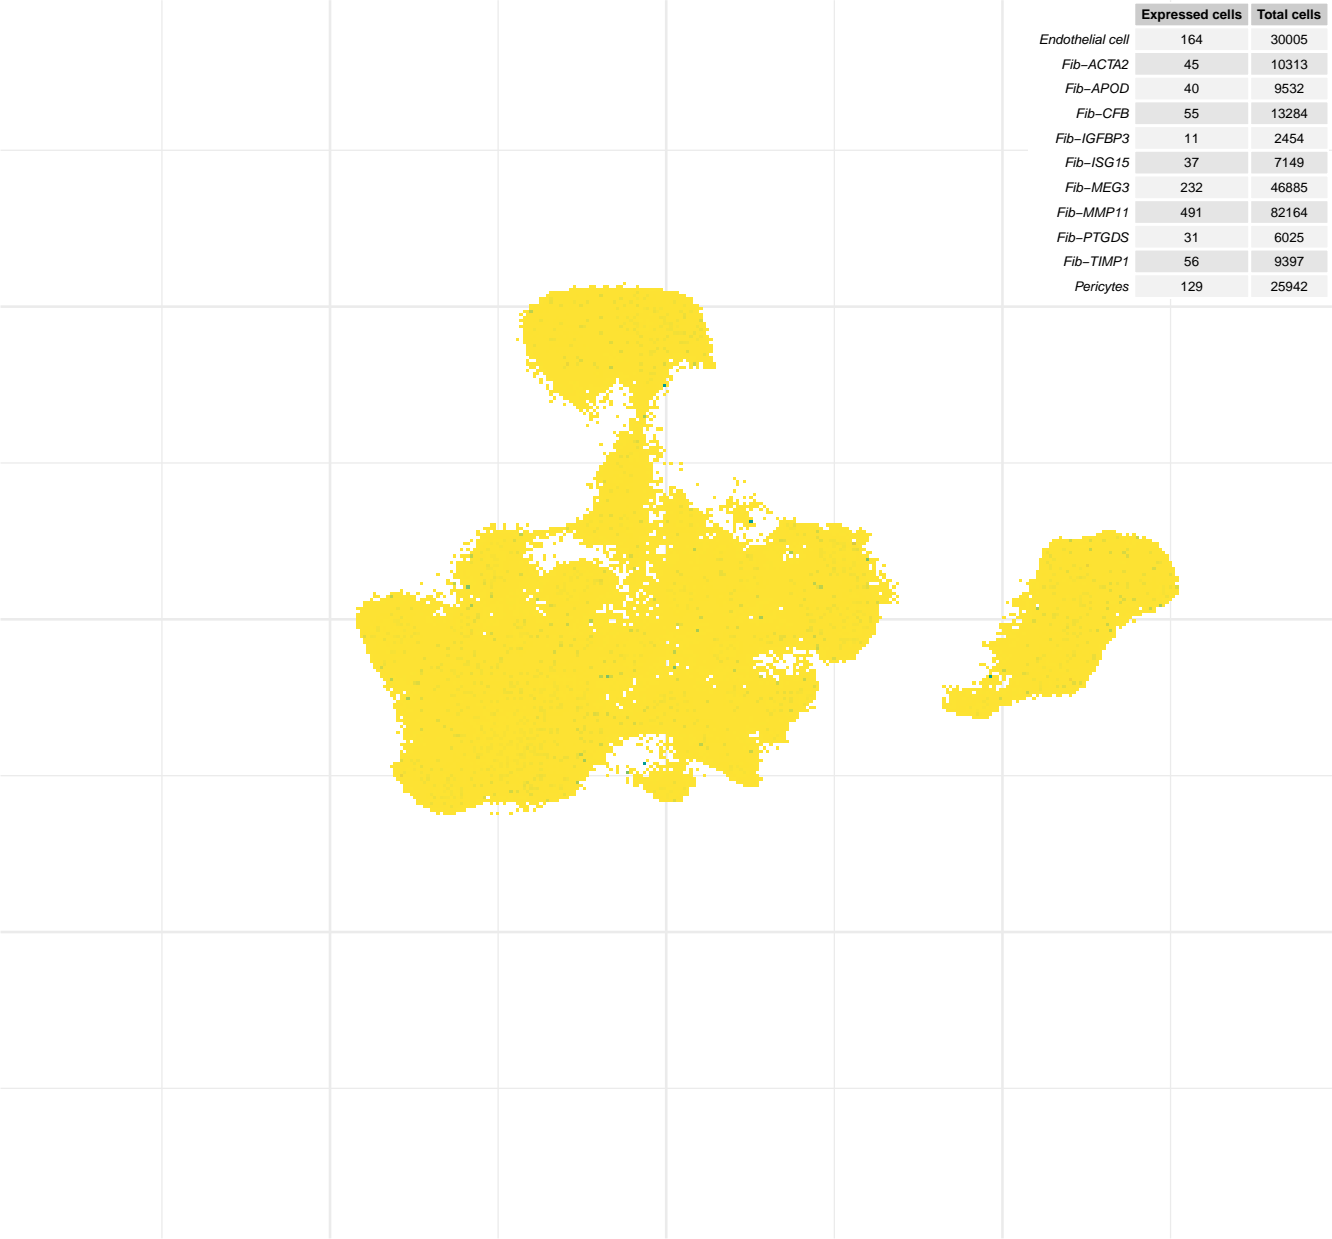 Expressed cells Total cells
Endothelial cell 164 30005
Fib−ACTA2 45 10313
Fib−APOD 40 9532
Fib−CFB 55 13284
Fib−IGFBP3 11 2454
Fib−ISG15 37 7149
Fib−MEG3 232 46885
Fib−MMP11 491 82164
Fib−PTGDS 31 6025
Fib−TIMP1 56 9397
Pericytes 129 25942